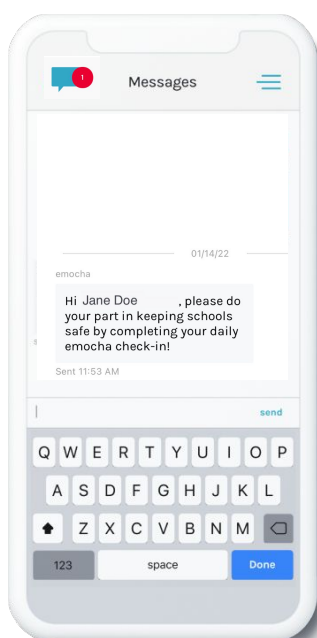 1
Messages
01/14/22
emocha
Hi Jane Doe , please do
your part in keeping schools
safe by completing your daily
emocha check-in!
Sent 11:53 AM
send
Q W E R T Y U I O P
A S D F G H J K L
Z X C V B N M
123 space Done